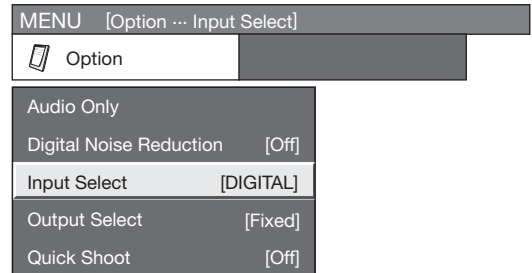 MENU [Option ··· Input Select]
Option
Audio Only
Digital Noise Reduction [Off]
Input Select [DIGITAL]
Output Select [Fixed]
Quick Shoot [Off]